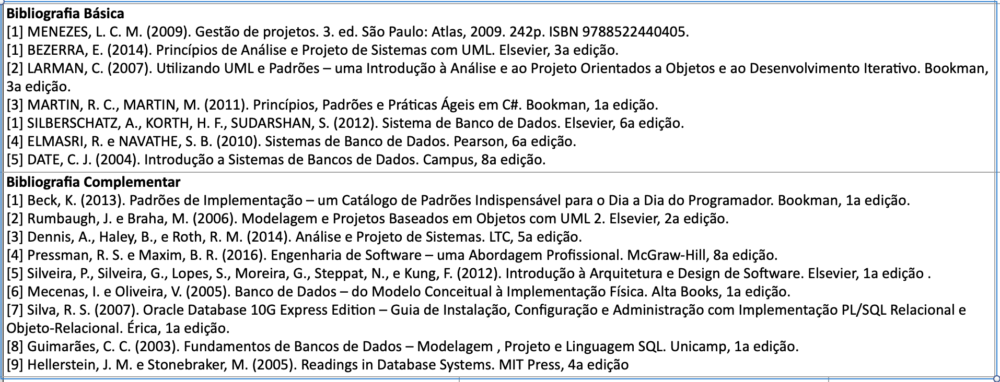 Bibliografia Básica
[1] MENEZES, L. C. M. (2009). Gestão de projetos. 3. ed. São Paulo: Atlas, 2009. 242p. ISBN 9788522440405.
[1] BEZERRA, E. (2014). Princípios de Análise e Projeto de Sistemas com UML. Elsevier, 3a edição.
[2] LARMAN, C. (2007). Utilizando UML e Padrões – uma Introdução à Análise e ao Projeto Orientados a Objetos e ao Desenvolvimento Iterativo. Bookman,
3a edição.
[3] MARTIN, R. C., MARTIN, M. (2011). Princípios, Padrões e Práticas Ágeis em C#. Bookman, 1a edição.
[1] SILBERSCHATZ, A., KORTH, H. F., SUDARSHAN, S. (2012). Sistema de Banco de Dados. Elsevier, 6a edição.
[4] ELMASRI, R. e NAVATHE, S. B. (2010). Sistemas de Banco de Dados. Pearson, 6a edição.
[5] DATE, C. J. (2004). Introdução a Sistemas de Bancos de Dados. Campus, 8a edição.
Bibliografia Complementar
[1] Beck, K. (2013). Padrões de Implementação – um Catálogo de Padrões Indispensável para o Dia a Dia do Programador. Bookman, 1a edição.
[2] Rumbaugh, J. e Braha, M. (2006). Modelagem e Projetos Baseados em Objetos com UML 2. Elsevier, 2a edição.
[3] Dennis, A., Haley, B., e Roth, R. M. (2014). Análise e Projeto de Sistemas. LTC, 5a edição.
[4] Pressman, R. S. e Maxim, B. R. (2016). Engenharia de Software – uma Abordagem Profissional. McGraw-Hill, 8a edição.
[5] Silveira, P., Silveira, G., Lopes, S., Moreira, G., Steppat, N., e Kung, F. (2012). Introdução à Arquitetura e Design de Software. Elsevier, 1a edição .
[6] Mecenas, I. e Oliveira, V. (2005). Banco de Dados – do Modelo Conceitual à Implementação Física. Alta Books, 1a edição.
[7] Silva, R. S. (2007). Oracle Database 10G Express Edition – Guia de Instalação, Configuração e Administração com Implementação PL/SQL Relacional e
Objeto-Relacional. Érica, 1a edição.
[8] Guimarães, C. C. (2003). Fundamentos de Bancos de Dados – Modelagem , Projeto e Linguagem SQL. Unicamp, 1a edição.
[9] Hellerstein, J. M. e Stonebraker, M. (2005). Readings in Database Systems. MIT Press, 4a edição